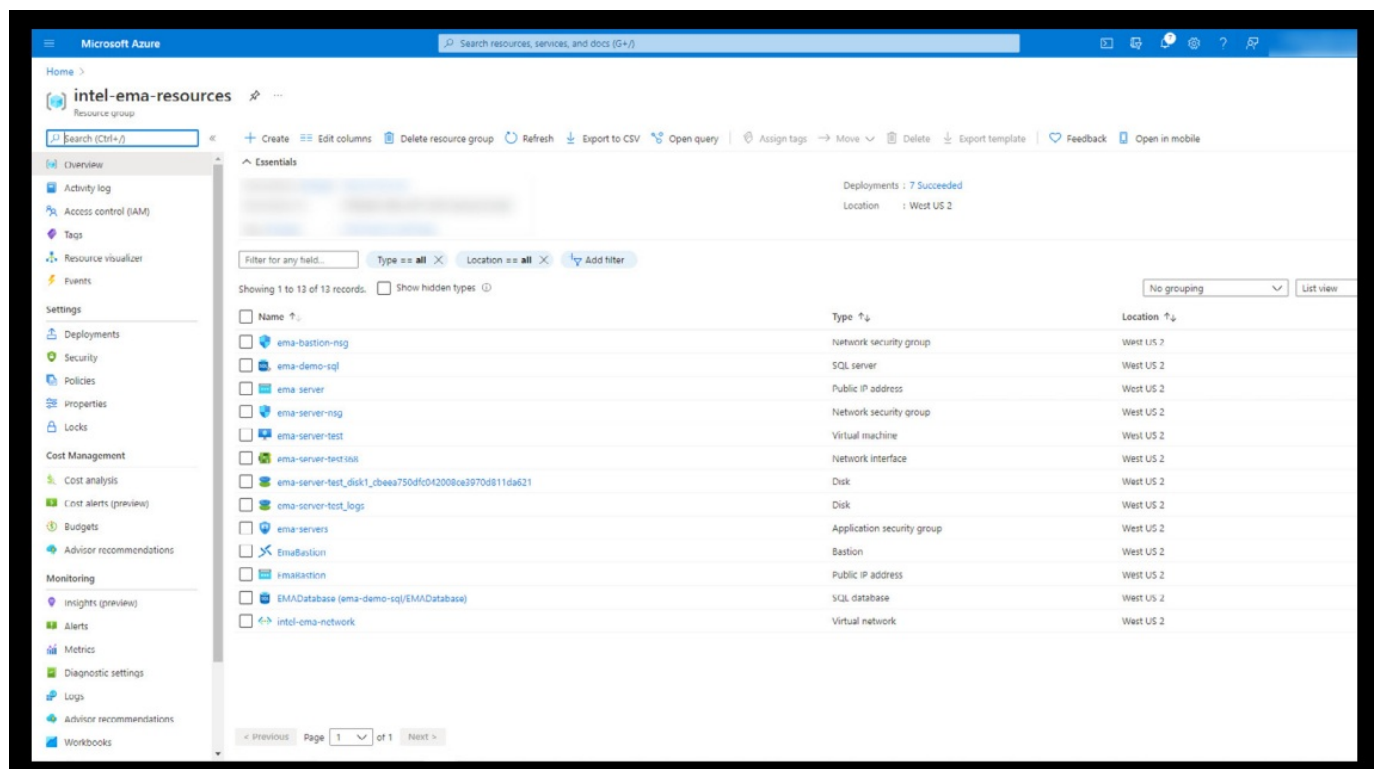 Microsoft Azure
Search resources, services, and docs (G+/)
Home >
intel-ema-resources
Resource group
Search (Ctrl+/)
Create Edit columns Delete resource group Refresh Export to CSV Open query Assign tags Move Delete Export template Feedback Open in mobile
Overview
Activity log
Access control (IAM)
Tags
Resource visualizer
Events
Settings
Deployments
Security
Policies
Properties
Locks
Cost Management
Cost analysis
Cost alerts (preview)
Budgets
Advisor recommendations
Monitoring
Insights (preview)
Alerts
Metrics
Diagnostic settings
Logs
Advisor recommendations
Workbooks
Essentials
Deployments : 7 Succeeded
Location : West US 2
Filter for any field... Type == all Location == all Add filter
Showing 1 to 13 of 13 records. Show hidden types No grouping List view
Name Type Location
ema-bastion-nsg Network security group West US 2
ema-demo-sql SQL server West US 2
ema-server Public IP address West US 2
ema-server-nsg Network security group West US 2
ema-server-test Virtual machine West US 2
ema-server-test368 Network interface West US 2
ema-server-test_disk1_cbeea750dfc042008ce3970d811da621 Disk West US 2
ema-server-test_logs Disk West US 2
ema-servers Application security group West US 2
EmaBastion Bastion West US 2
EmaBastion Public IP address West US 2
EMADatabase (ema-demo-sql/EMADatabase) SQL database West US 2
intel-ema-network Virtual network West US 2
< Previous Page 1 of 1 Next >